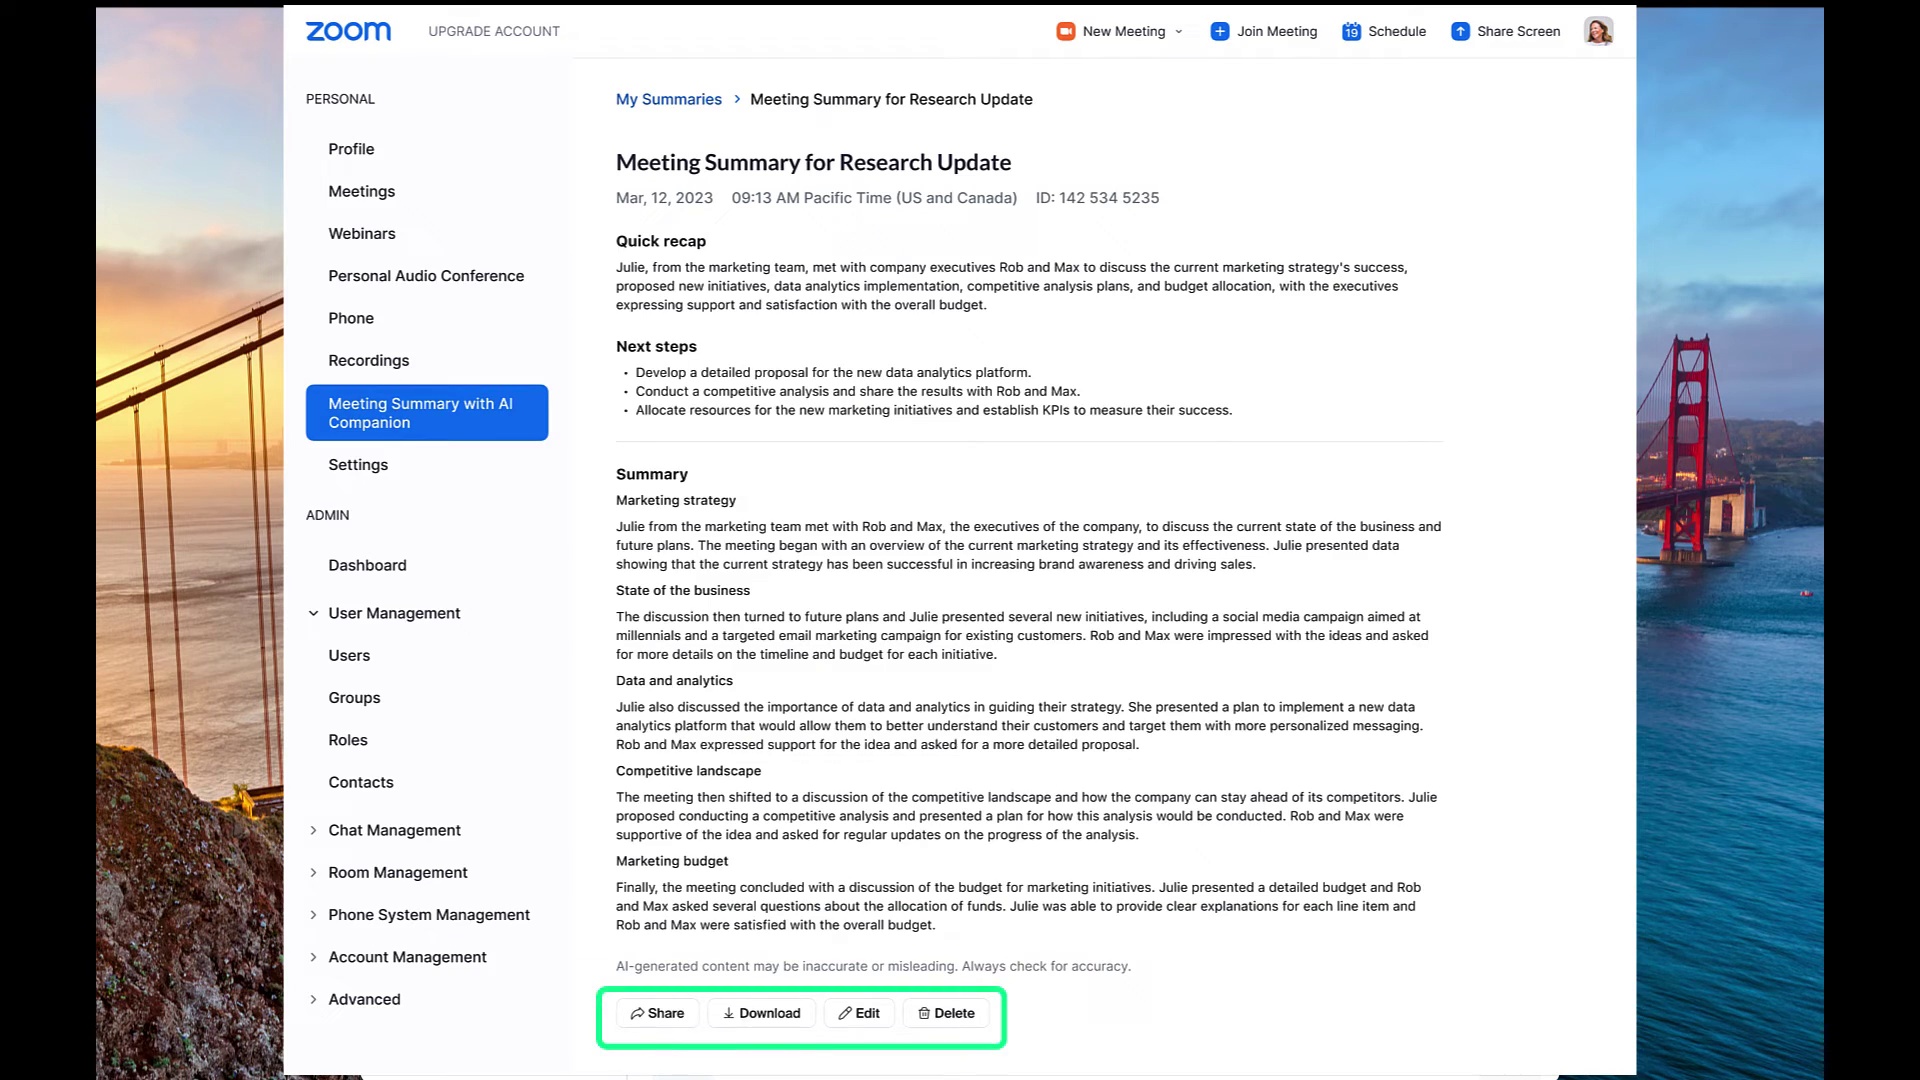 zoom
UPGRADE ACCOUNT
New Meeting
Join Meeting
19
Schedule
Share Screen
PERSONAL
Profile
Meetings
Webinars
Personal Audio Conference
Phone
Recordings
Meeting Summary with AI
Companion
Settings
ADMIN
Dashboard
User Management
Users
Groups
Roles
Contacts
Chat Management
Room Management
Phone System Management
Account Management
Advanced
My Summaries > Meeting Summary for Research Update
Meeting Summary for Research Update
Mar, 12, 2023 09:13 AM Pacific Time (US and Canada) ID: 142 534 5235
Quick recap
Julie, from the marketing team, met with company executives Rob and Max to discuss the current marketing strategy's success,
proposed new initiatives, data analytics implementation, competitive analysis plans, and budget allocation, with the executives
expressing support and satisfaction with the overall budget.
Next steps
• Develop a detailed proposal for the new data analytics platform.
• Conduct a competitive analysis and share the results with Rob and Max.
• Allocate resources for the new marketing initiatives and establish KPIs to measure their success.
Summary
Marketing strategy
Julie from the marketing team met with Rob and Max, the executives of the company, to discuss the current state of the business and
future plans. The meeting began with an overview of the current marketing strategy and its effectiveness. Julie presented data
showing that the current strategy has been successful in increasing brand awareness and driving sales.
State of the business
The discussion then turned to future plans and Julie presented several new initiatives, including a social media campaign aimed at
millennials and a targeted email marketing campaign for existing customers. Rob and Max were impressed with the ideas and asked
for more details on the timeline and budget for each initiative.
Data and analytics
Julie also discussed the importance of data and analytics in guiding their strategy. She presented a plan to implement a new data
analytics platform that would allow them to better understand their customers and target them with more personalized messaging.
Rob and Max expressed support for the idea and asked for a more detailed proposal.
Competitive landscape
The meeting then shifted to a discussion of the competitive landscape and how the company can stay ahead of its competitors. Julie
proposed conducting a competitive analysis and presented a plan for how this analysis would be conducted. Rob and Max were
supportive of the idea and asked for regular updates on the progress of the analysis.
Marketing budget
Finally, the meeting concluded with a discussion of the budget for marketing initiatives. Julie presented a detailed budget and Rob
and Max asked several questions about the allocation of funds. Julie was able to provide clear explanations for each line item and
Rob and Max were satisfied with the overall budget.
AI-generated content may be inaccurate or misleading. Always check for accuracy.
Share
Download
Edit
Delete